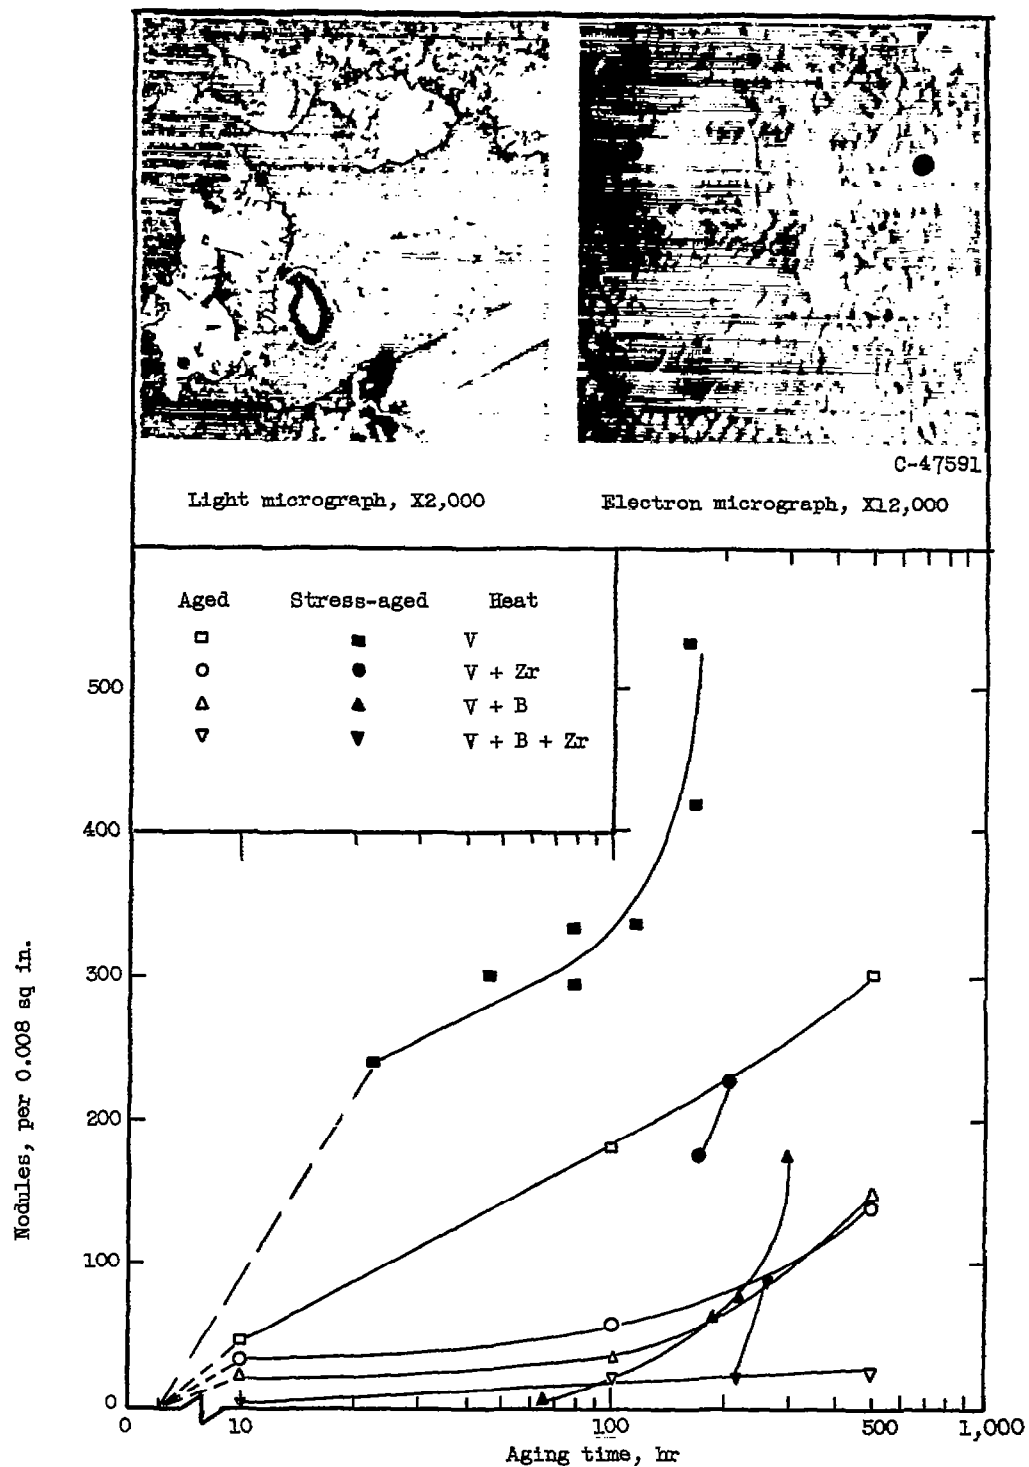 C-47591
Light micrograph, X2,000
Electron micrograph, X12,000
Aged Stress-aged Heat
V
V + Zr
V + B
V + B + Zr
500
400
300
200
100
0
Nodules, per 0.008 sq in.
0 10 100 500 1,000
Aging time, hr